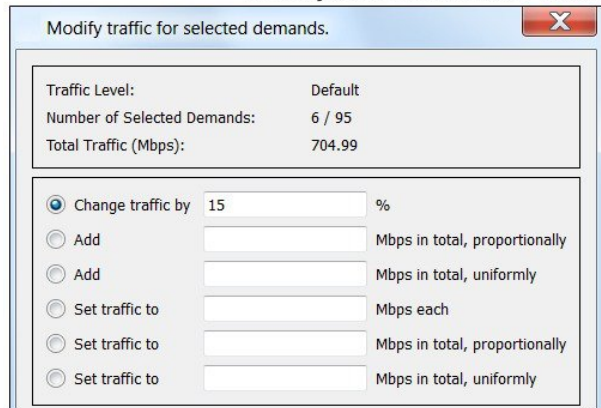 Modify traffic for selected demands.
Traffic Level: Default
Number of Selected Demands: 6 / 95
Total Traffic (Mbps): 704.99
Change traffic by 15 %
Add Mbps in total, proportionally
Add Mbps in total, uniformly
Set traffic to Mbps each
Set traffic to Mbps in total, proportionally
Set traffic to Mbps in total, uniformly